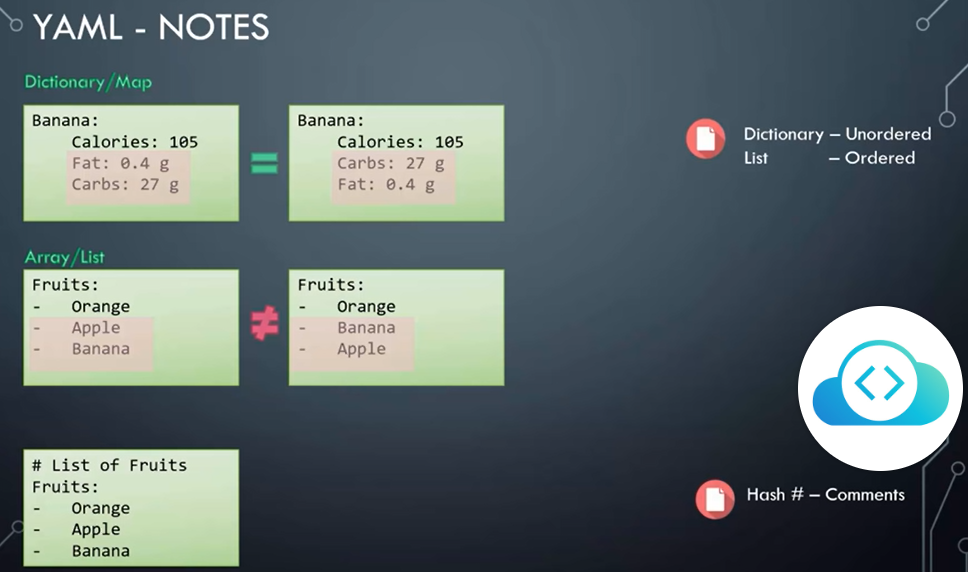 YAML - NOTES
Dictionary/Map
Banana:
Calories: 105
Fat: 0.4 g
Carbs: 27 g
=
Banana:
Calories: 105
Carbs: 27 g
Fat: 0.4 g
Dictionary – Unordered
List – Ordered
Array/List
Fruits:
- Orange
- Apple
- Banana
≠
Fruits:
- Orange
- Banana
- Apple
# List of Fruits
Fruits:
- Orange
- Apple
- Banana
Hash # – Comments